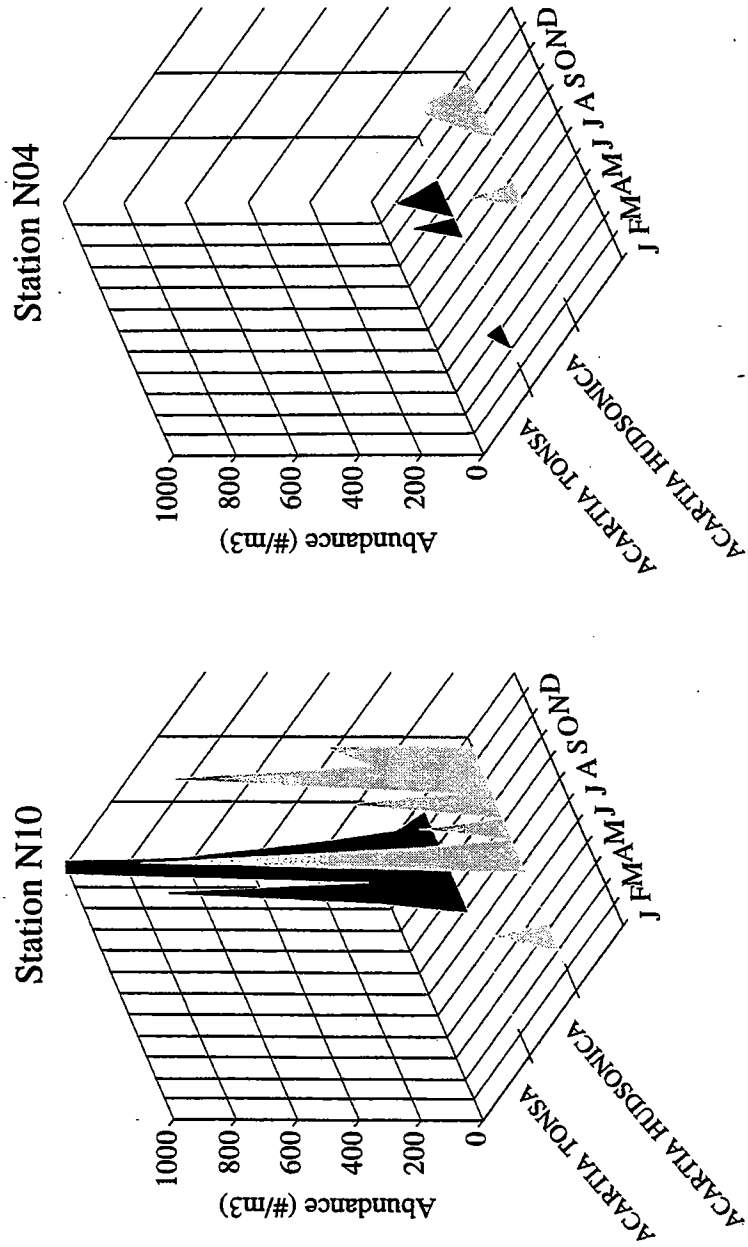 Station N10
Abundance (#/m3)
1000
800
600
400
200
0
ACARTIA TONSA
ACARTIA HUDSONICA
J F M A M J J A S O N D
Station N04
Abundance (#/m3)
1000
800
600
400
200
0
ACARTIA TONSA
ACARTIA HUDSONICA
J F M A M J J A S O N D